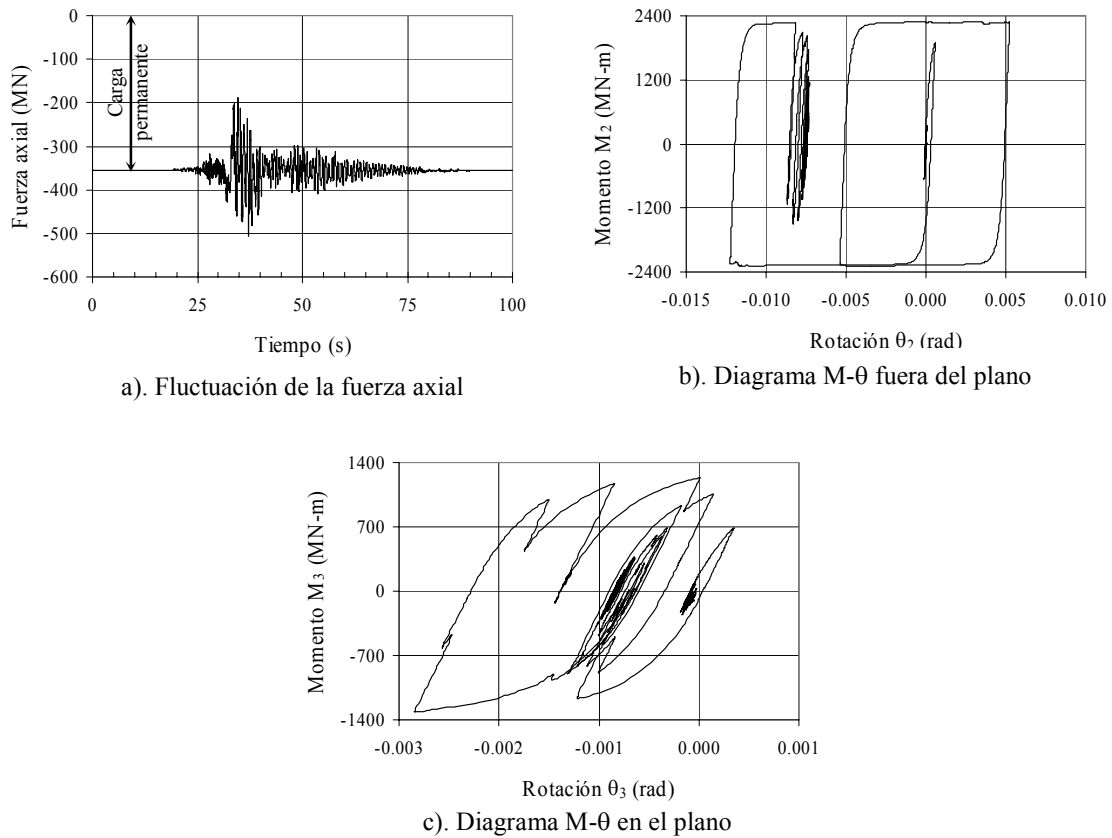 0
-100
-200
-300
-400
-500
-600
Fuerza axial (MN)
Carga
permanente
0 25 50 75 100
Tiempo (s)
a). Fluctuación de la fuerza axial
2400
1200
0
-1200
-2400
Momento M2 (MN-m)
-0.015 -0.010 -0.005 0.000 0.005 0.010
Rotación θ2 (rad)
b). Diagrama M-θ fuera del plano
1400
700
0
-700
-1400
Momento M3 (MN-m)
-0.003 -0.002 -0.001 0.000 0.001
Rotación θ3 (rad)
c). Diagrama M-θ en el plano